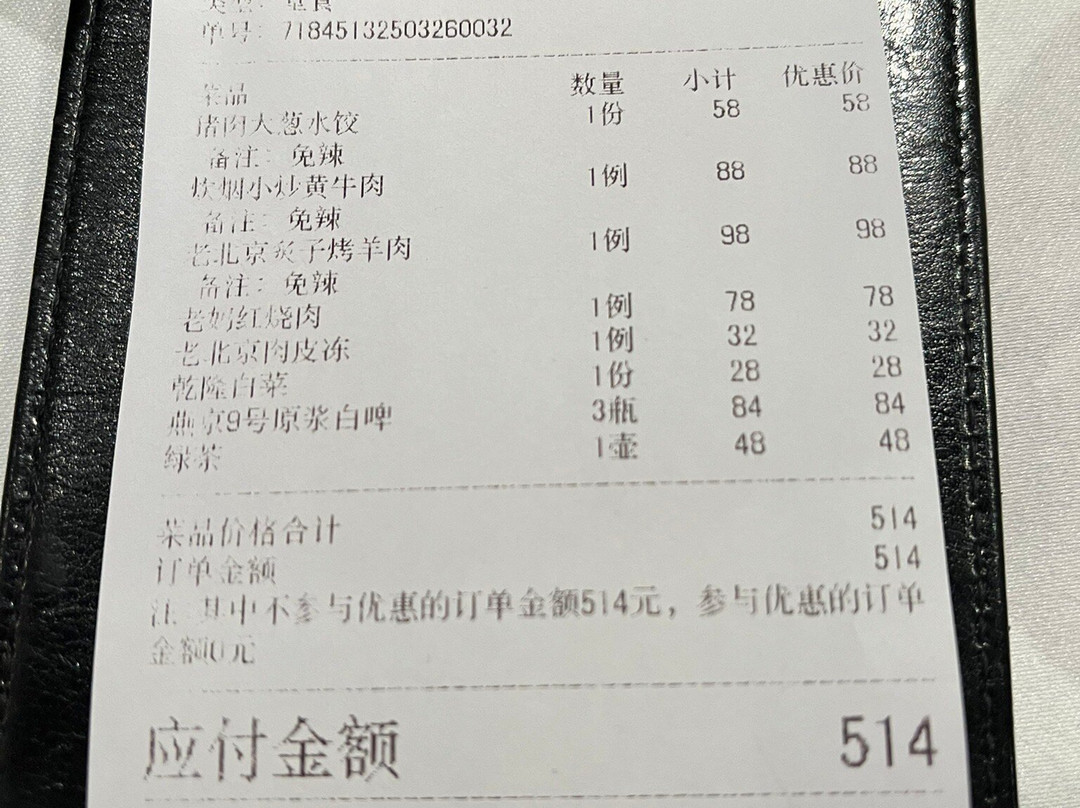 类型：堂食
单号：71845132503260032
菜品 数量 小计 优惠价
猪肉大葱水饺 1份 58 58
备注：免辣
炊烟小炒黄牛肉 1例 88 88
备注：免辣
老北京炙子烤羊肉 1例 98 98
备注：免辣
老妈红烧肉 1例 78 78
老北京肉皮冻 1例 32 32
乾隆白菜 1份 28 28
燕京9号原浆白啤 3瓶 84 84
绿茶 1壶 48 48
菜品价格合计 514
订单金额 514
注：其中不参与优惠的订单金额514元，参与优惠的订单
金额0元
应付金额 514